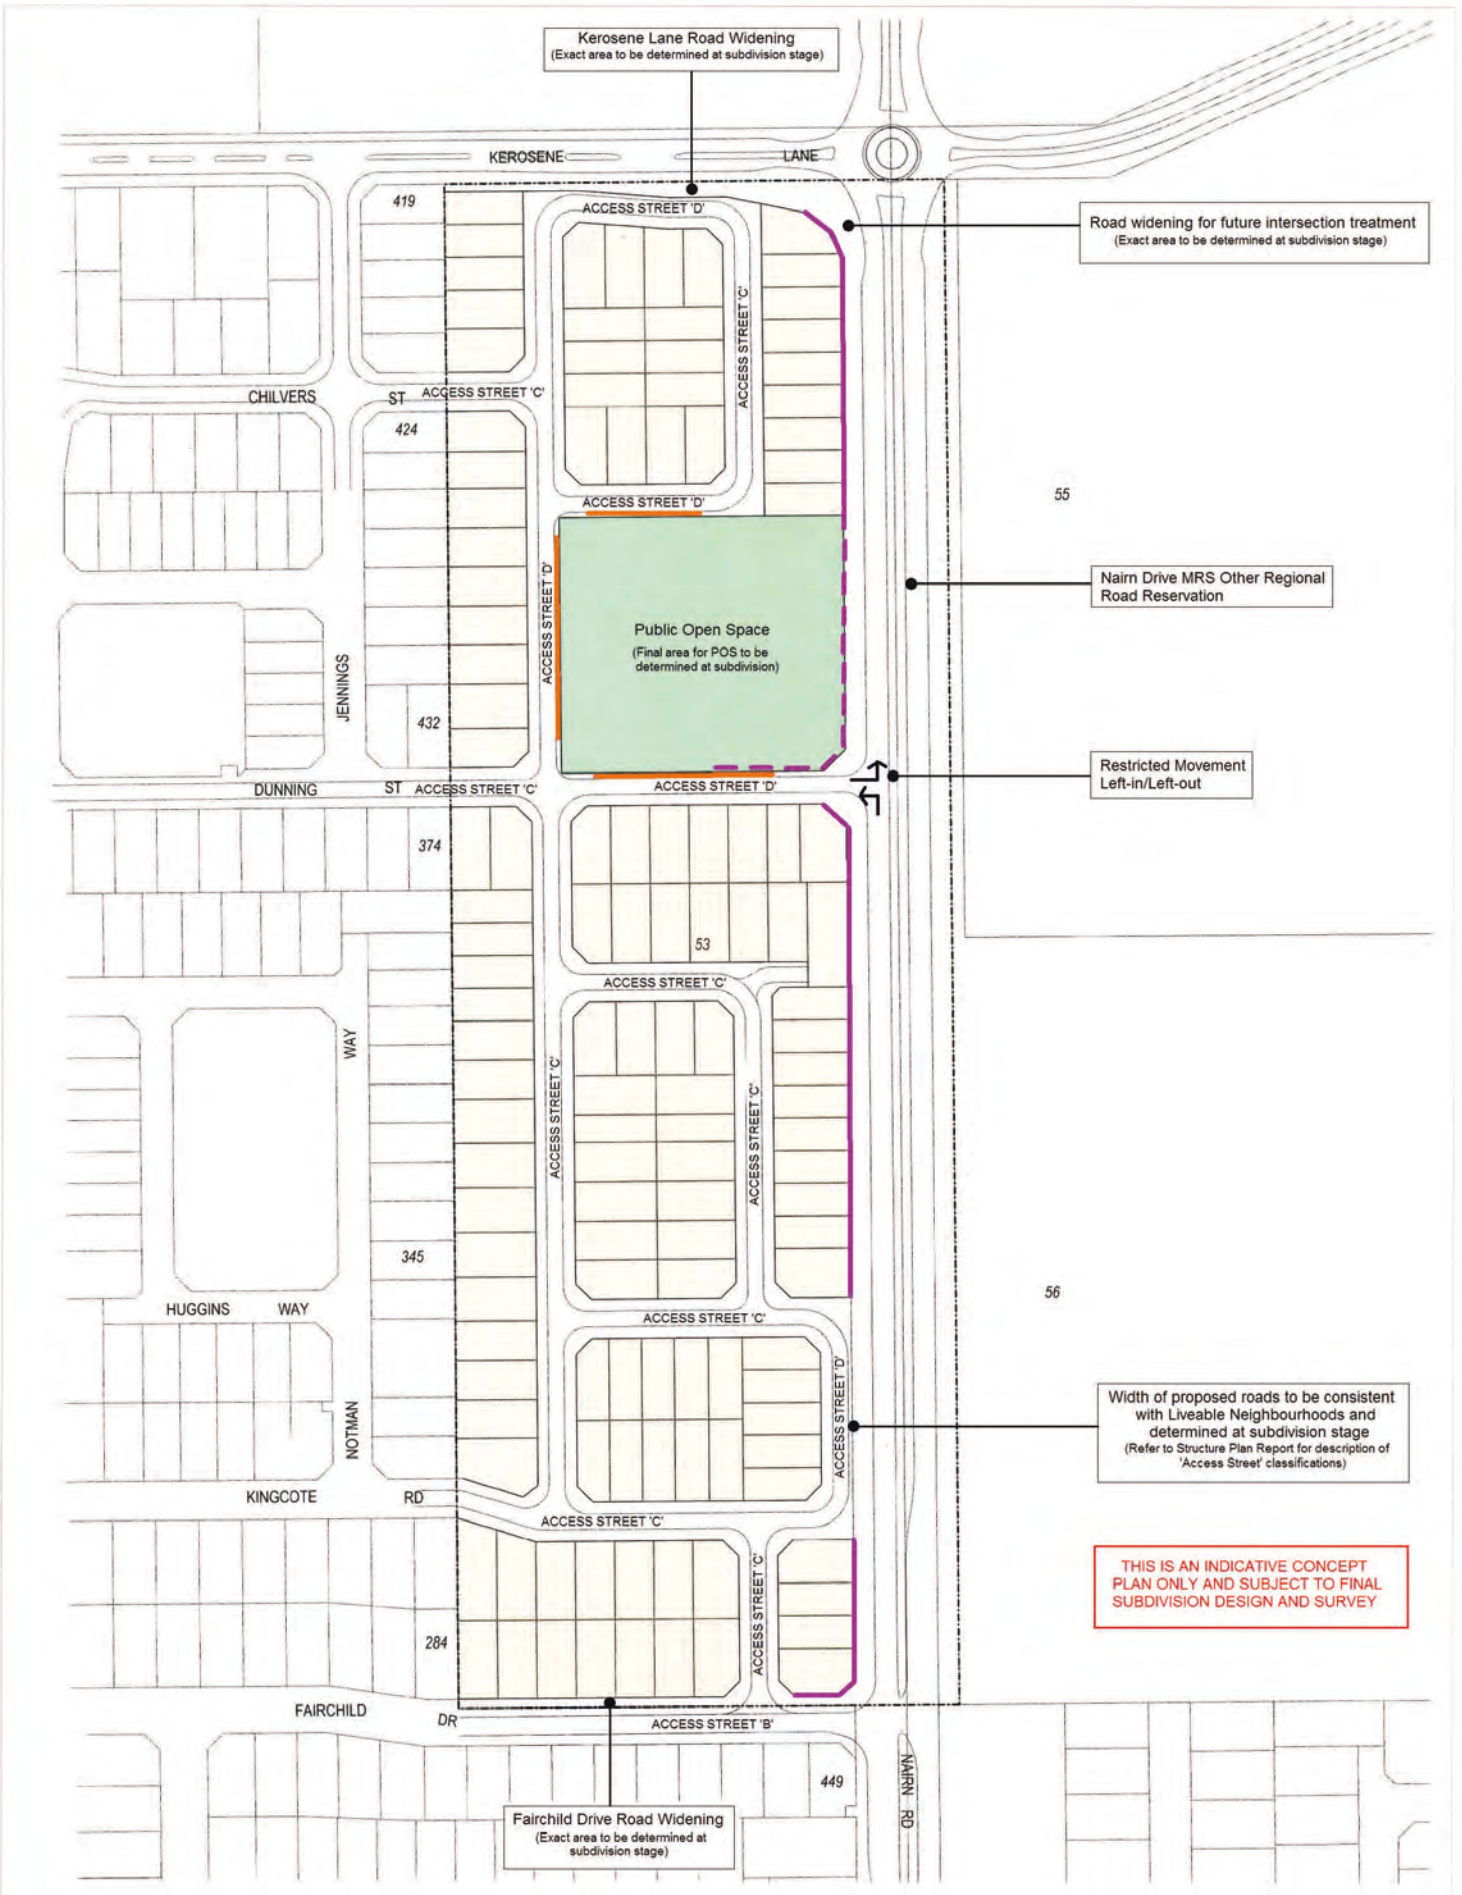 Kerosene Lane Road Widening
(Exact area to be determined at subdivision stage)
KEROSENE LANE
419
ACCESS STREET 'D'
Road widening for future intersection treatment
(Exact area to be determined at subdivision stage)
ACCESS STREET 'C'
CHILVERS ST
ACCESS STREET 'C'
424
ACCESS STREET 'D'
55
ACCESS STREET 'D'
Nairn Drive MRS Other Regional
Road Reservation
Public Open Space
(Final area for POS to be
determined at subdivision)
JENNINGS
432
Restricted Movement
Left-in/Left-out
DUNNING ST
ACCESS STREET 'C'
ACCESS STREET 'D'
374
53
ACCESS STREET 'C'
WAY
ACCESS STREET 'C'
ACCESS STREET 'C'
345
56
HUGGINS WAY
ACCESS STREET 'C'
ACCESS STREET 'D'
Width of proposed roads to be consistent
with Liveable Neighbourhoods and
determined at subdivision stage
(Refer to Structure Plan Report for description of
'Access Street' classifications)
NOTMAN
KINGCOTE RD
ACCESS STREET 'C'
ACCESS STREET 'C'
THIS IS AN INDICATIVE CONCEPT
PLAN ONLY AND SUBJECT TO FINAL
SUBDIVISION DESIGN AND SURVEY
284
FAIRCHILD DR
ACCESS STREET 'B'
449
NAIRN RD
Fairchild Drive Road Widening
(Exact area to be determined at
subdivision stage)